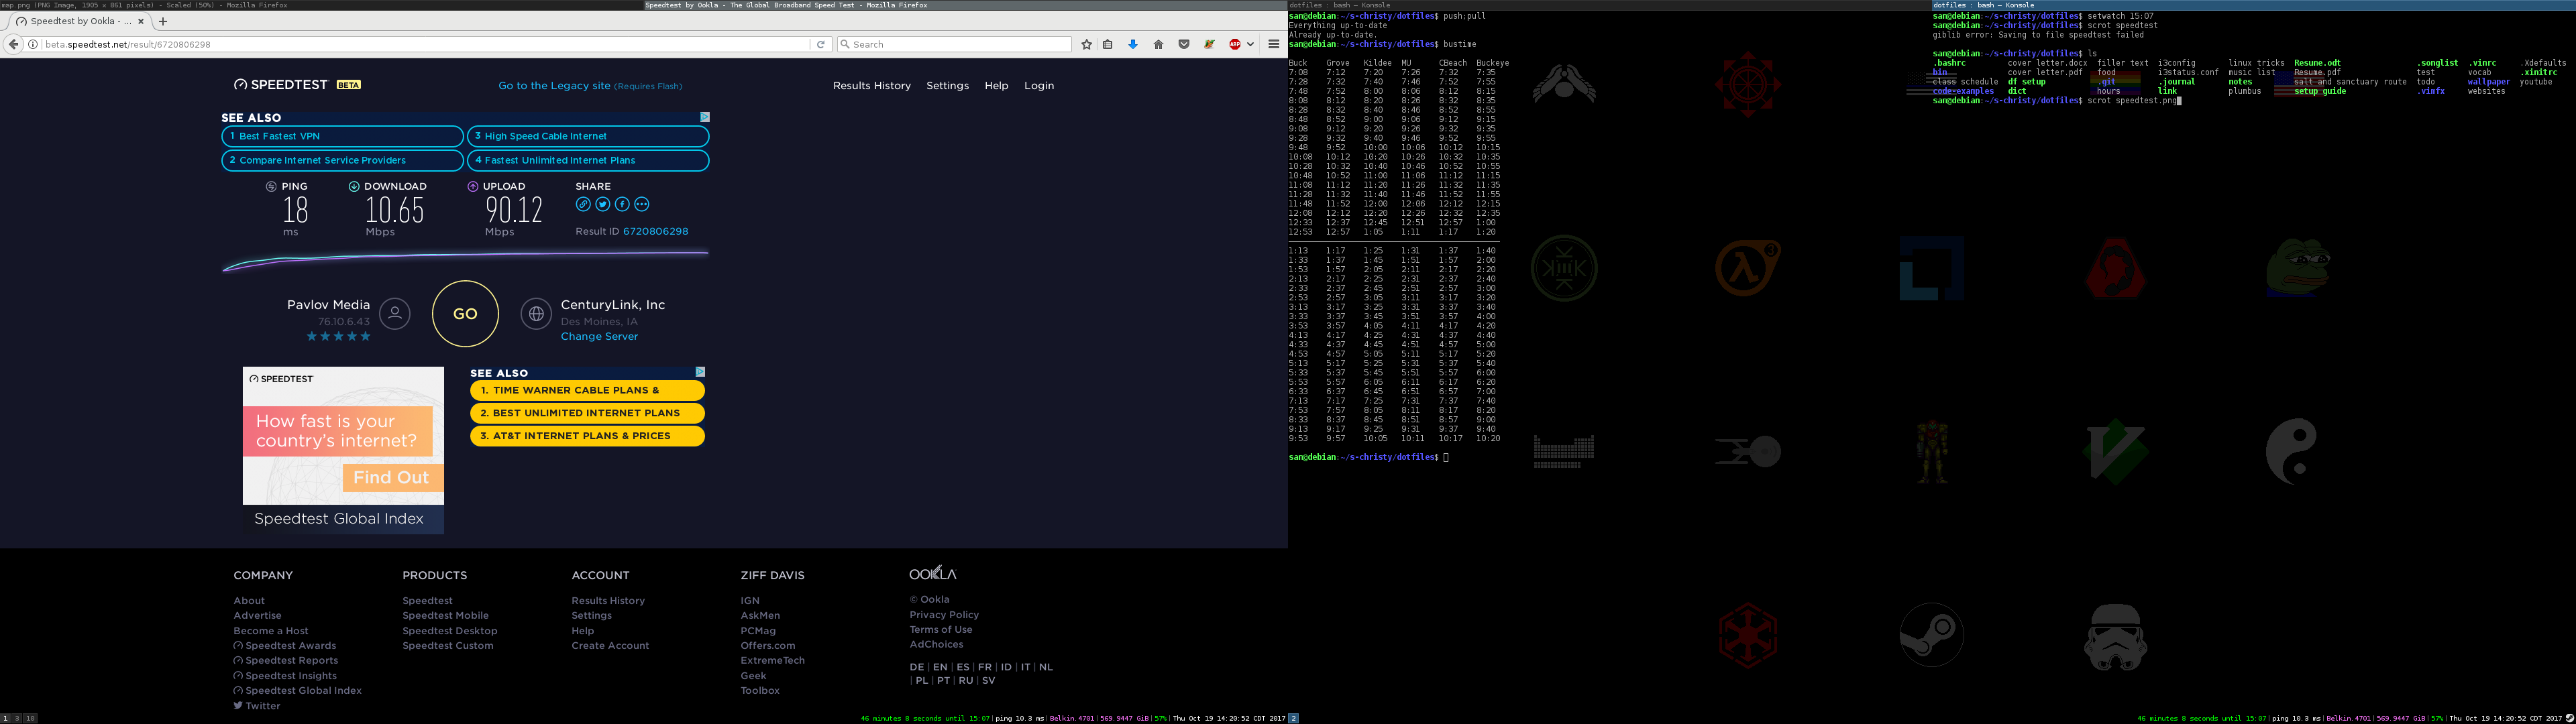 map.png (PNG Image, 1905 × 861 pixels) - Scaled (50%) - Mozilla Firefox
Speedtest by Ookla - The Global Broadband Speed Test - Mozilla Firefox
Speedtest by Ookla - ...
beta.speedtest.net/result/6720806298
Search
ABP
SPEEDTEST BETA
Go to the Legacy site (Requires Flash)
Results History Settings Help Login
SEE ALSO
1 Best Fastest VPN
3 High Speed Cable Internet
2 Compare Internet Service Providers
4 Fastest Unlimited Internet Plans
PING DOWNLOAD UPLOAD SHARE
18 10.65 90.12
ms Mbps Mbps
Result ID 6720806298
Pavlov Media
76.10.6.43
GO
CenturyLink, Inc
Des Moines, IA
Change Server
SPEEDTEST
How fast is your
country's internet?
Find Out
Speedtest Global Index
SEE ALSO
1. TIME WARNER CABLE PLANS &
2. BEST UNLIMITED INTERNET PLANS
3. AT&T INTERNET PLANS & PRICES
COMPANY
About
Advertise
Become a Host
Speedtest Awards
Speedtest Reports
Speedtest Insights
Speedtest Global Index
Twitter
PRODUCTS
Speedtest
Speedtest Mobile
Speedtest Desktop
Speedtest Custom
ACCOUNT
Results History
Settings
Help
Create Account
ZIFF DAVIS
IGN
AskMen
PCMag
Offers.com
ExtremeTech
Geek
Toolbox
OOKLA
© Ookla
Privacy Policy
Terms of Use
AdChoices
DE | EN | ES | FR | ID | IT | NL
| PL | PT | RU | SV
1 3 10
46 minutes 8 seconds until 15:07 | ping 10.3 ms | Belkin.4701 | 569.9447 GiB | 57% | Thu Oct 19 14:20:52 CDT 2017
dotfiles : bash — Konsole
san@debian:~/s-christy/dotfiles$ push;pull
Everything up-to-date
Already up-to-date.
san@debian:~/s-christy/dotfiles$ bustime
Buck Grove Kildee MU CBeach Buckeye
7:08 7:12 7:20 7:26 7:32 7:35
7:28 7:32 7:40 7:46 7:52 7:55
7:48 7:52 8:00 8:06 8:12 8:15
8:08 8:12 8:20 8:26 8:32 8:35
8:28 8:32 8:40 8:46 8:52 8:55
8:48 8:52 9:00 9:06 9:12 9:15
9:08 9:12 9:20 9:26 9:32 9:35
9:28 9:32 9:40 9:46 9:52 9:55
9:48 9:52 10:00 10:06 10:12 10:15
10:08 10:12 10:20 10:26 10:32 10:35
10:28 10:32 10:40 10:46 10:52 10:55
10:48 10:52 11:00 11:06 11:12 11:15
11:08 11:12 11:20 11:26 11:32 11:35
11:28 11:32 11:40 11:46 11:52 11:55
11:48 11:52 12:00 12:06 12:12 12:15
12:08 12:12 12:20 12:26 12:32 12:35
12:33 12:37 12:45 12:51 12:57 1:00
12:53 12:57 1:05 1:11 1:17 1:20
1:13 1:17 1:25 1:31 1:37 1:40
1:33 1:37 1:45 1:51 1:57 2:00
1:53 1:57 2:05 2:11 2:17 2:20
2:13 2:17 2:25 2:31 2:37 2:40
2:33 2:37 2:45 2:51 2:57 3:00
2:53 2:57 3:05 3:11 3:17 3:20
3:13 3:17 3:25 3:31 3:37 3:40
3:33 3:37 3:45 3:51 3:57 4:00
3:53 3:57 4:05 4:11 4:17 4:20
4:13 4:17 4:25 4:31 4:37 4:40
4:33 4:37 4:45 4:51 4:57 5:00
4:53 4:57 5:05 5:11 5:17 5:20
5:13 5:17 5:25 5:31 5:37 5:40
5:33 5:37 5:45 5:51 5:57 6:00
5:53 5:57 6:05 6:11 6:17 6:20
6:33 6:37 6:45 6:51 6:57 7:00
7:13 7:17 7:25 7:31 7:37 7:40
7:53 7:57 8:05 8:11 8:17 8:20
8:33 8:37 8:45 8:51 8:57 9:00
9:13 9:17 9:25 9:31 9:37 9:40
9:53 9:57 10:05 10:11 10:17 10:20
san@debian:~/s-christy/dotfiles$
dotfiles : bash — Konsole
san@debian:~/s-christy/dotfiles$ setwatch 15:07
san@debian:~/s-christy/dotfiles$ scrot speedtest
giblib error: Saving to file speedtest failed
san@debian:~/s-christy/dotfiles$ ls
.bashrc cover letter.docx filler text i3config linux tricks Resume.odt .songlist .vimrc .Xdefaults
bin cover letter.pdf food i3status.conf music list Resume.pdf test vocab .xinitrc
class schedule df setup .git .journal notes salt and sanctuary route todo wallpaper youtube
code-examples dict hours link plumbus setup guide .vimfx websites
san@debian:~/s-christy/dotfiles$ scrot speedtest.png
2
46 minutes 8 seconds until 15:07 | ping 10.3 ms | Belkin.4701 | 569.9447 GiB | 57% | Thu Oct 19 14:20:52 CDT 2017